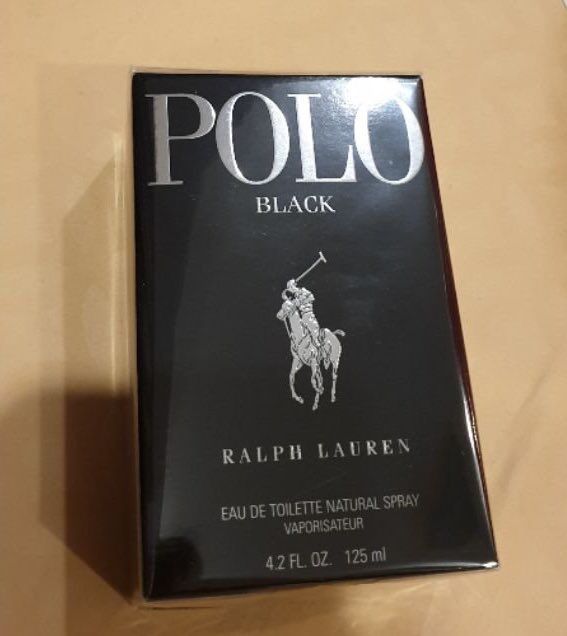 POLO
BLACK
RALPH LAUREN
EAU DE TOILETTE NATURAL SPRAY
VAPORISATEUR
4.2 FL. OZ. 125 ml